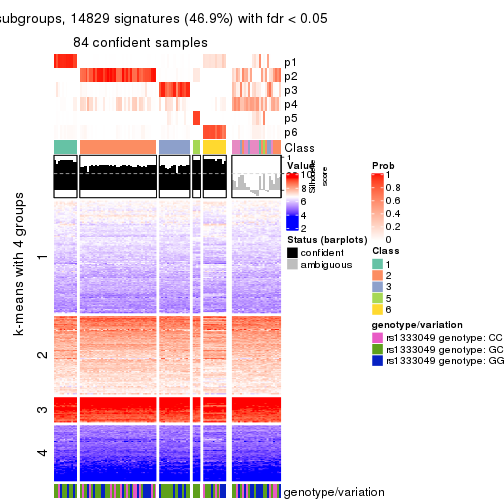 subgroups, 14829 signatures (46.9%) with fdr < 0.05
84 confident samples
p1
p2
p3
p4
p5
p6
Class
1
Silhouette
score
k-means with 4 groups
1
2
3
4
genotype/variation
Value
10
8
6
4
2
Status (barplots)
confident
ambiguous
Prob
1
0.8
0.6
0.4
0.2
0
Class
1
2
3
5
6
genotype/variation
rs1333049 genotype: CC
rs1333049 genotype: GC
rs1333049 genotype: GG